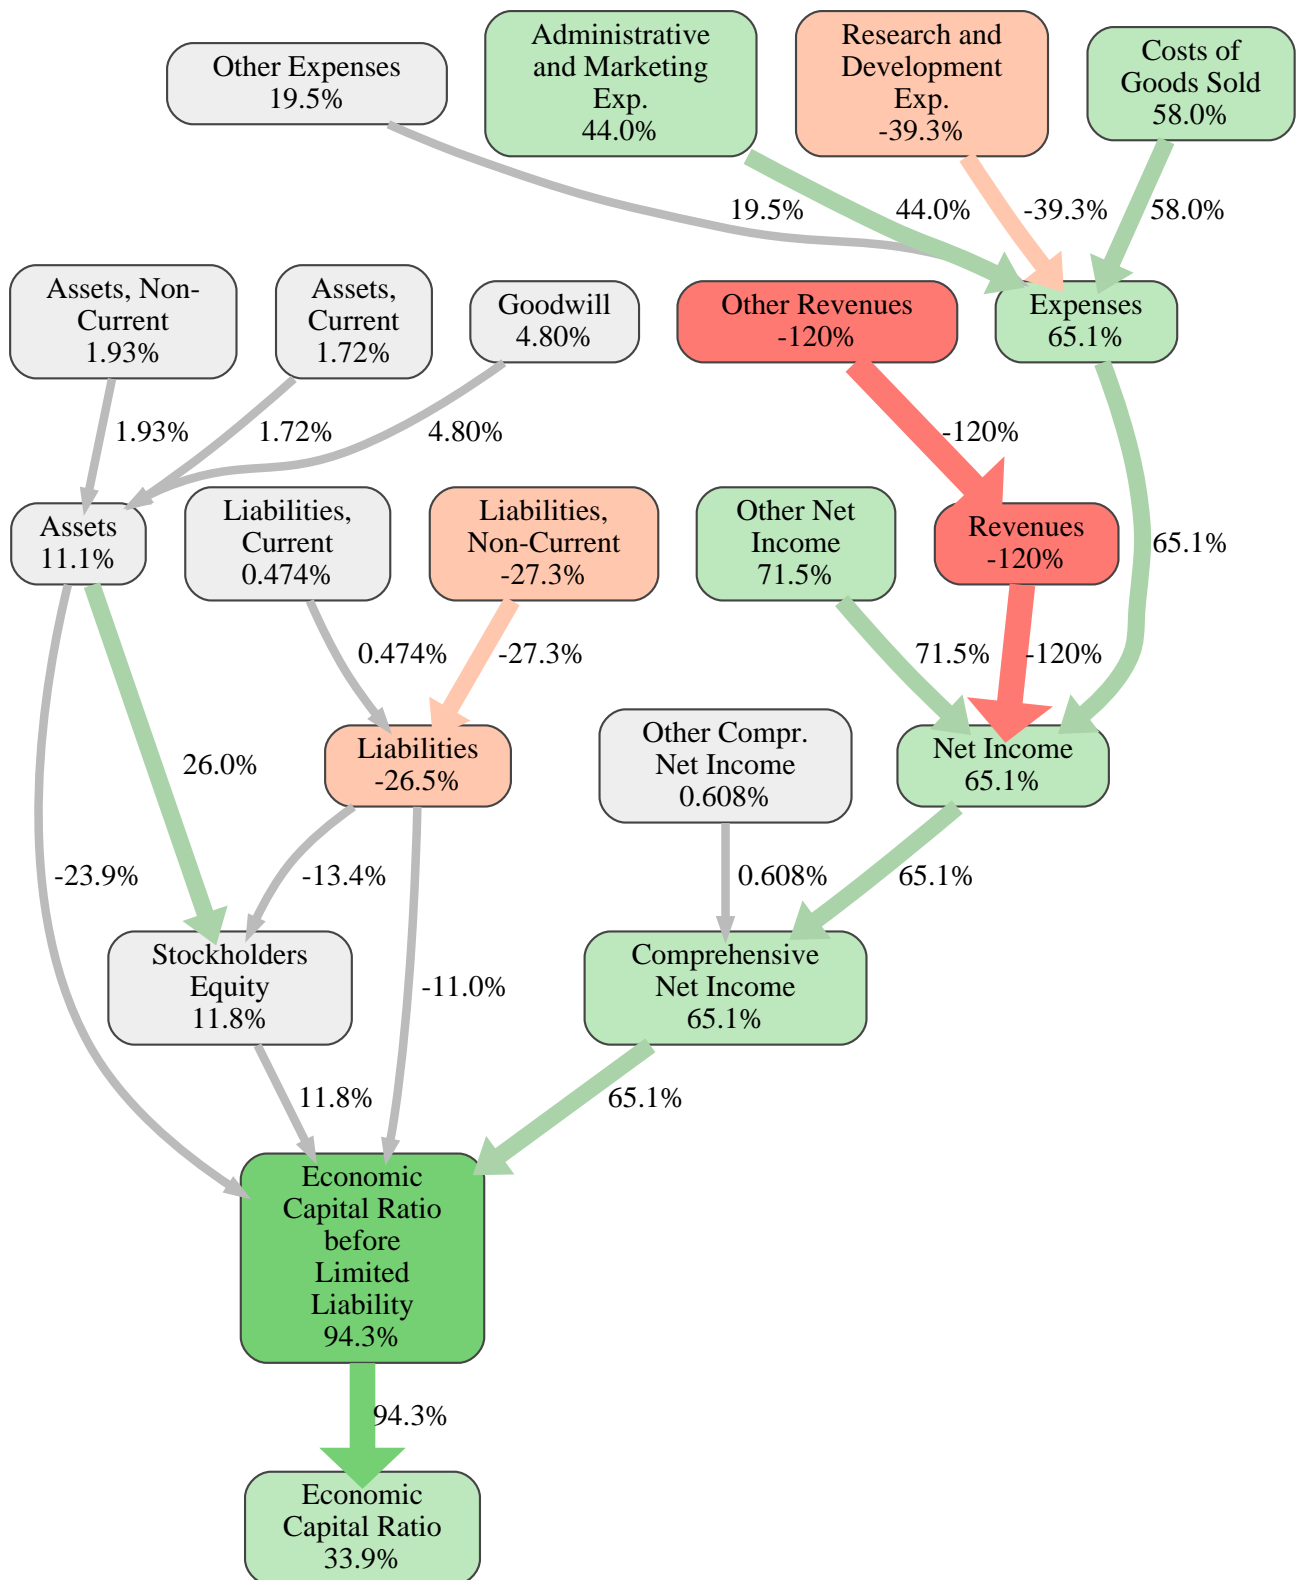 Other Expenses
19.5%
Administrative
and Marketing
Exp.
44.0%
Research and
Development
Exp.
-39.3%
Costs of
Goods Sold
58.0%
19.5%
44.0%
-39.3%
58.0%
Assets, Non-
Current
1.93%
Assets,
Current
1.72%
Goodwill
4.80%
Other Revenues
-120%
Expenses
65.1%
1.93%
1.72%
4.80%
-120%
Assets
11.1%
Liabilities,
Current
0.474%
Liabilities,
Non-Current
-27.3%
Other Net
Income
71.5%
Revenues
-120%
65.1%
0.474%
-27.3%
71.5%
-120%
26.0%
Liabilities
-26.5%
Other Compr.
Net Income
0.608%
Net Income
65.1%
-23.9%
-13.4%
0.608%
65.1%
Stockholders
Equity
11.8%
-11.0%
Comprehensive
Net Income
65.1%
11.8%
65.1%
Economic
Capital Ratio
before
Limited
Liability
94.3%
94.3%
Economic
Capital Ratio
33.9%